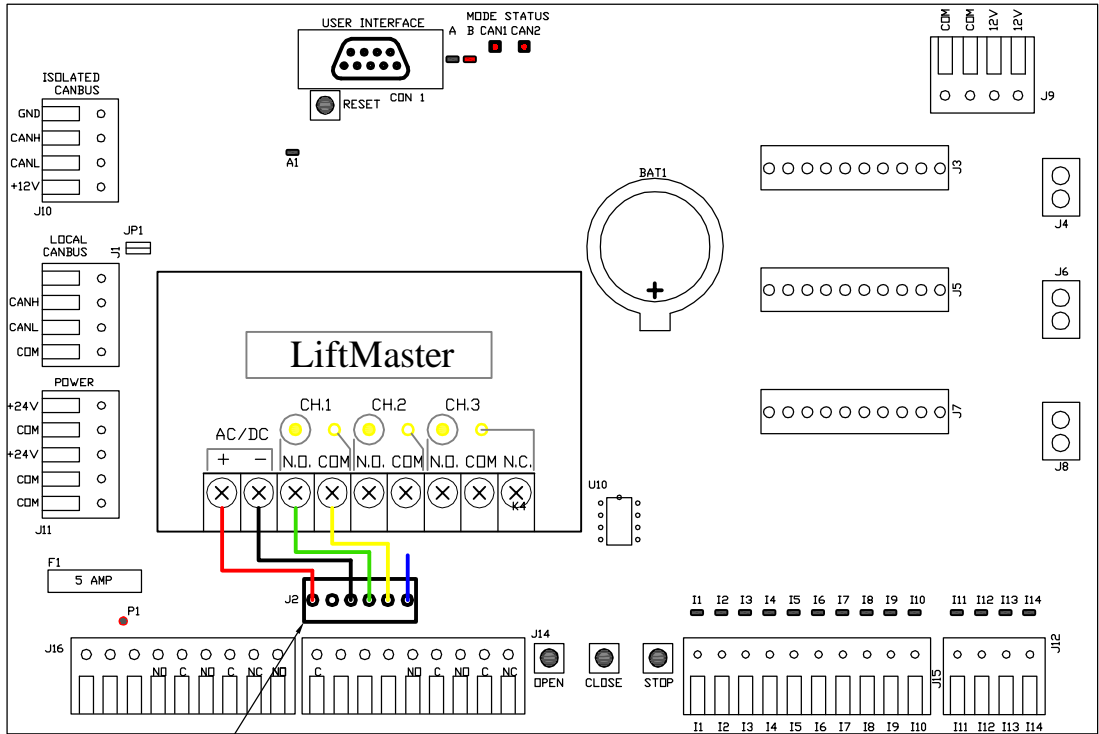 USER INTERFACE
MODE STATUS
A B CAN1 CAN2
COM COM 12V 12V
J9
CON 1
RESET
A1
ISOLATED
CANBUS
GND
CANH
CANL
+12V
J10
JP1
J1
LOCAL
CANBUS
CANH
CANL
COM
POWER
+24V
COM
+24V
COM
COM
J11
BAT1
+
J3
J4
J5
J6
J7
J8
LiftMaster
CH.1 CH.2 CH.3
AC/DC
+ − N.O. COM N.O. COM N.O. COM N.C.
K4
U10
F1
5 AMP
P1
J2
J16
NO C NO C NC NO
C NO C NO C NC
J14
OPEN CLOSE STOP
I1 I2 I3 I4 I5 I6 I7 I8 I9 I10
I11 I12 I13 I14
J15
J12
I1 I2 I3 I4 I5 I6 I7 I8 I9 I10
I11 I12 I13 I14